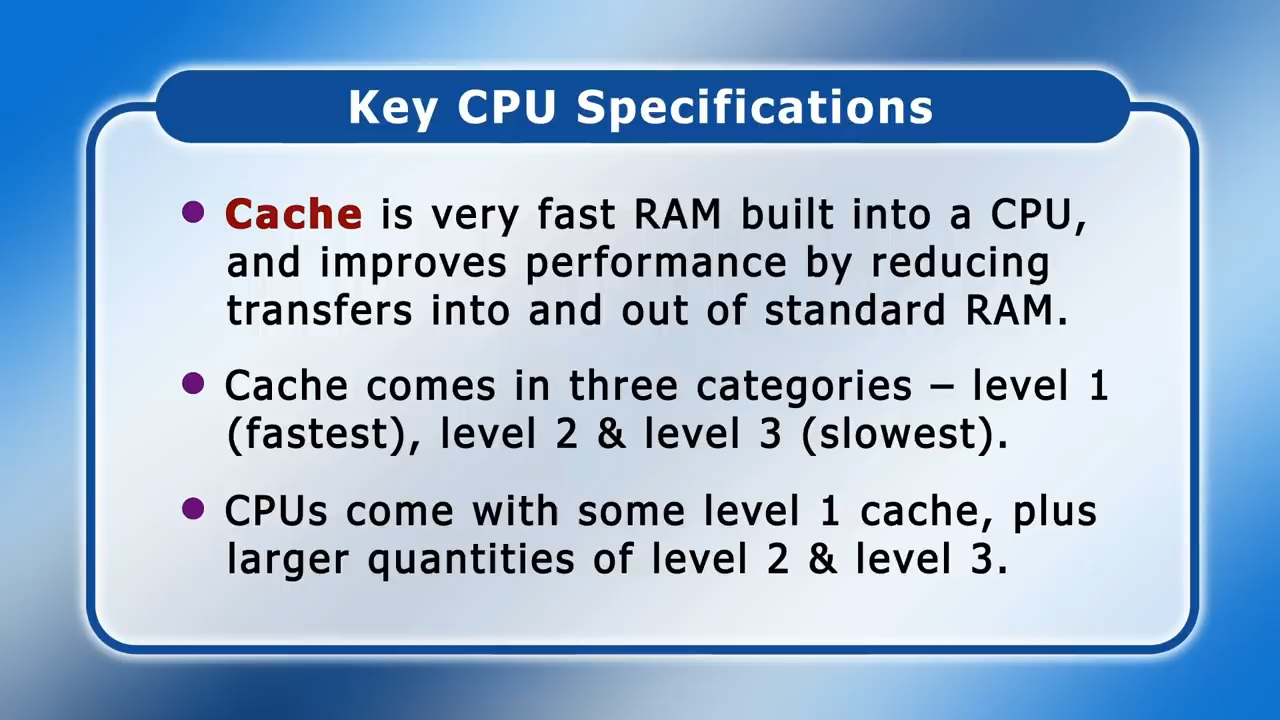 Key CPU Specifications
● Cache is very fast RAM built into a CPU,
and improves performance by reducing
transfers into and out of standard RAM.
● Cache comes in three categories – level 1
(fastest), level 2 & level 3 (slowest).
● CPUs come with some level 1 cache, plus
larger quantities of level 2 & level 3.